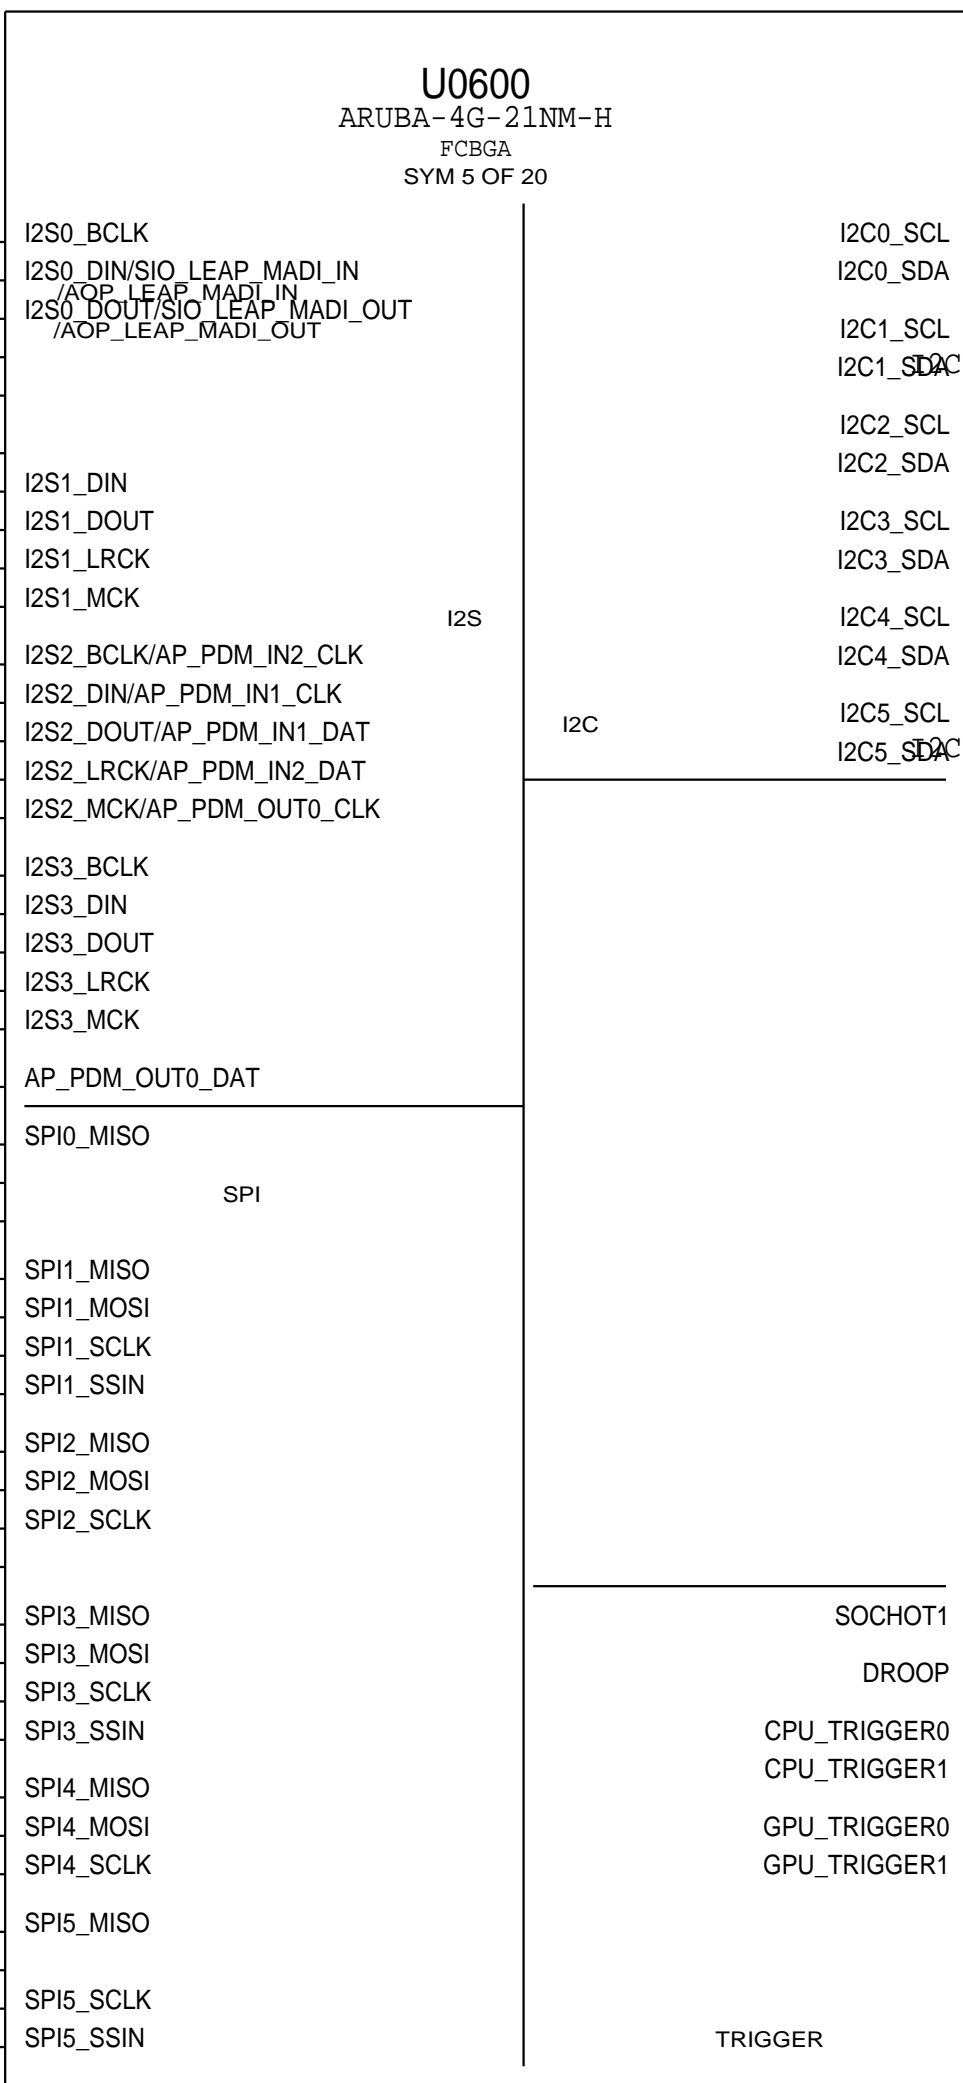 U0600
ARUBA-4G-21NM-H
FCBGA
SYM 5 OF 20
I2S0_BCLK
I2S0_DIN/SIO_LEAP_MADI_IN
/AOP_LEAP_MADI_IN
I2S0_DOUT/SIO_LEAP_MADI_OUT
/AOP_LEAP_MADI_OUT
I2S1_DIN
I2S1_DOUT
I2S1_LRCK
I2S1_MCK
I2S
I2S2_BCLK/AP_PDM_IN2_CLK
I2S2_DIN/AP_PDM_IN1_CLK
I2S2_DOUT/AP_PDM_IN1_DAT
I2S2_LRCK/AP_PDM_IN2_DAT
I2S2_MCK/AP_PDM_OUT0_CLK
I2S3_BCLK
I2S3_DIN
I2S3_DOUT
I2S3_LRCK
I2S3_MCK
AP_PDM_OUT0_DAT
SPI0_MISO
SPI
SPI1_MISO
SPI1_MOSI
SPI1_SCLK
SPI1_SSIN
SPI2_MISO
SPI2_MOSI
SPI2_SCLK
SPI3_MISO
SPI3_MOSI
SPI3_SCLK
SPI3_SSIN
SPI4_MISO
SPI4_MOSI
SPI4_SCLK
SPI5_MISO
SPI5_SCLK
SPI5_SSIN
I2C0_SCL
I2C0_SDA
I2C1_SCL
I2C1_SDA
I2C
I2C2_SCL
I2C2_SDA
I2C3_SCL
I2C3_SDA
I2C4_SCL
I2C4_SDA
I2C5_SCL
I2C
I2C5_SDA
I2C
SOCHOT1
DROOP
CPU_TRIGGER0
CPU_TRIGGER1
GPU_TRIGGER0
GPU_TRIGGER1
TRIGGER